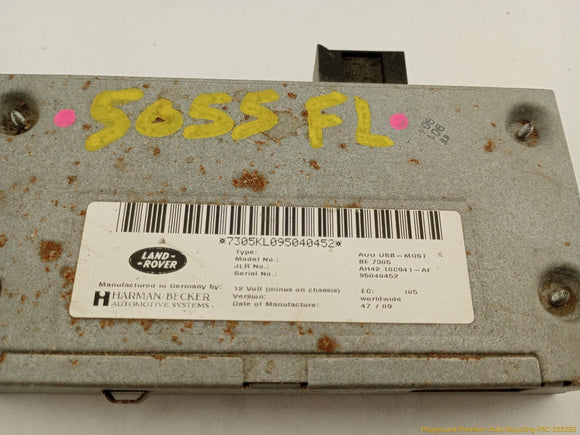 5055 FL
*7305KL095040452*
LAND-
ROVER
Type: AUU USB-MOST
Model No.: BE 7305
JLR No.: AH42 18C941-AF
Serial No.: 95040452
Manufactured in Germany by:
HARMAN/BECKER
AUTOMOTIVE SYSTEMS
12 Volt (minus on chassis) EC: 105
Version: worldwide
Date of Manufacture: 47 / 09